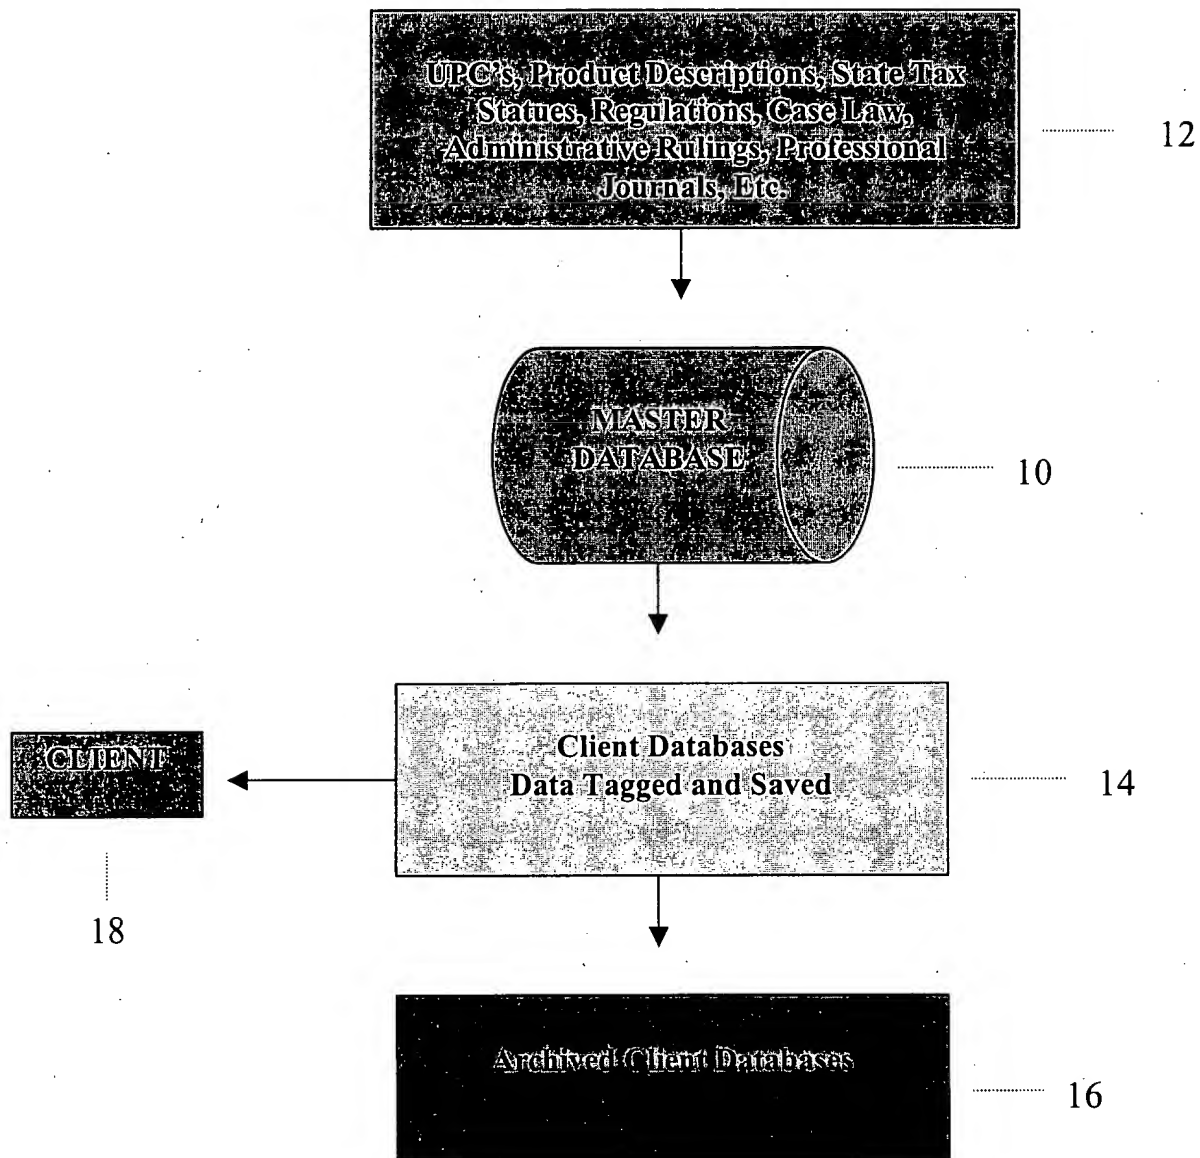 UPC's, Product Descriptions, State Tax
Statues, Regulations, Case Law,
Administrative Rulings, Professional
Journals, Etc.
12
MASTER
DATABASE
10
Client Databases
Data Tagged and Saved
14
CLIENT
18
Archived Client Databases
16